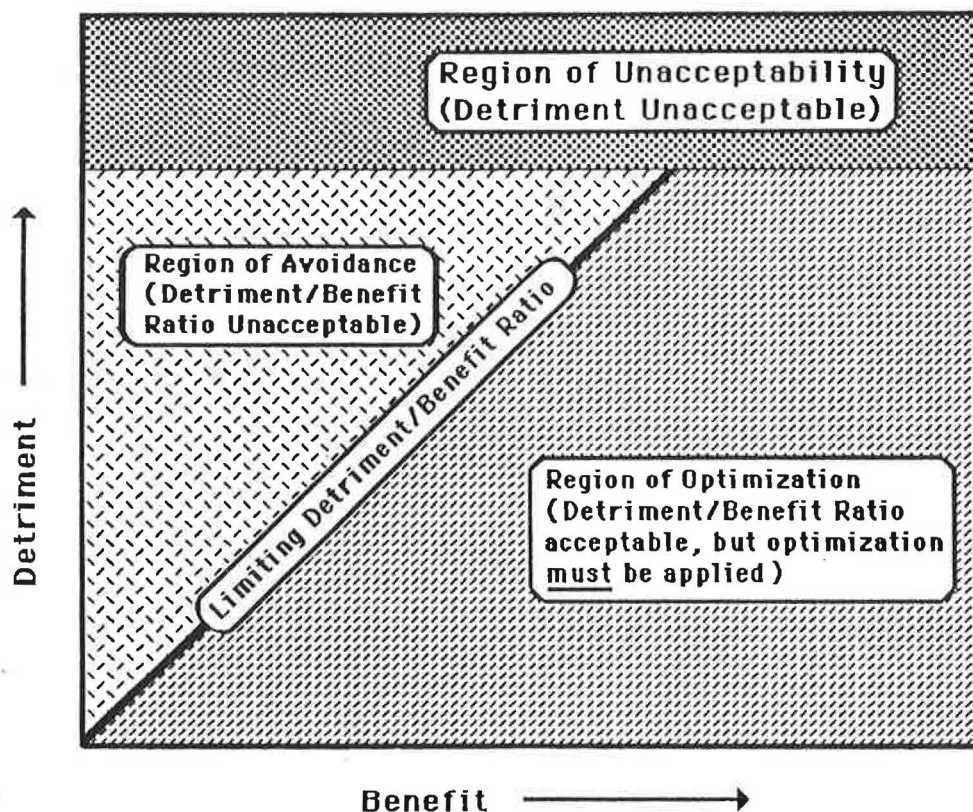 Region of Unacceptability
(Detriment Unacceptable)
Region of Avoidance
(Detriment/Benefit
Ratio Unacceptable)
Limiting Detriment/Benefit Ratio
Region of Optimization
(Detriment/Benefit Ratio
acceptable, but optimization
must be applied)
Detriment
Benefit